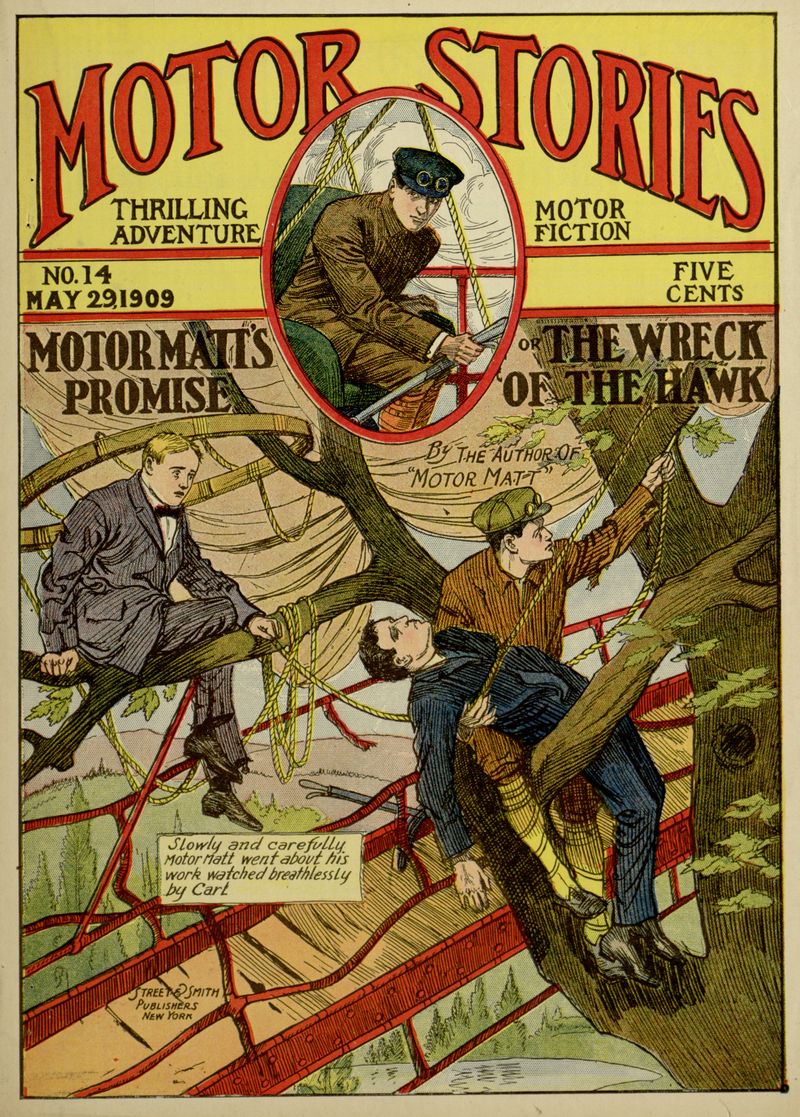 MOTOR STORIES
THRILLING
ADVENTURE
MOTOR
FICTION
NO. 14
MAY 29, 1909
FIVE
CENTS
MOTOR MATT'S
PROMISE
OR THE WRECK
OF THE HAWK
By THE AUTHOR OF
"MOTOR MATT"
Slowly and carefully
Motor Matt went about his
work watched breathlessly
by Carl
STREET & SMITH
PUBLISHERS
NEW YORK